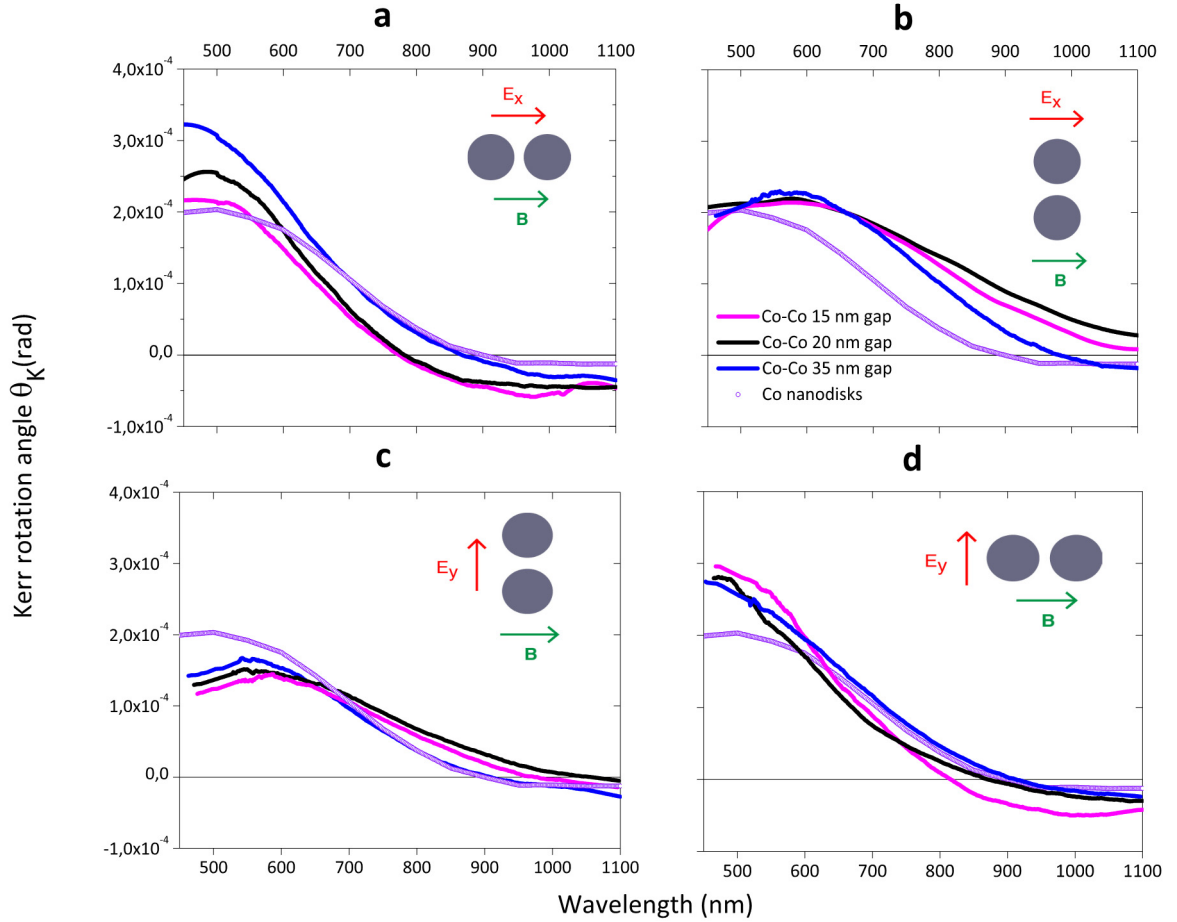 a
500 600 700 800 900 1000 1100
4,0x10⁻⁴
3,0x10⁻⁴
2,0x10⁻⁴
1,0x10⁻⁴
0,0
-1,0x10⁻⁴
Eₓ
B
b
500 600 700 800 900 1000 1100
Eₓ
B
Co-Co 15 nm gap
Co-Co 20 nm gap
Co-Co 35 nm gap
Co nanodisks
Kerr rotation angle θ_K(rad)
c
4,0x10⁻⁴
3,0x10⁻⁴
2,0x10⁻⁴
1,0x10⁻⁴
0,0
-1,0x10⁻⁴
E_y
B
500 600 700 800 900 1000 1100
d
E_y
B
500 600 700 800 900 1000 1100
Wavelength (nm)